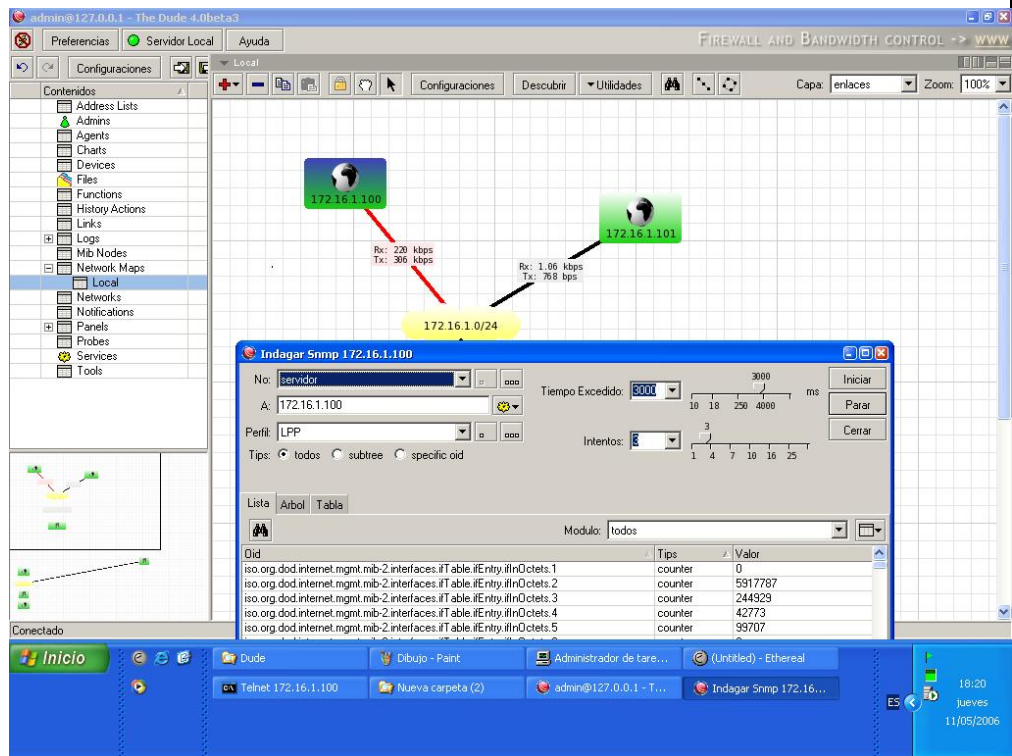 admin@127.0.0.1 - The Dude 4.0beta3
Preferencias Servidor Local Ayuda FIREWALL AND BANDWIDTH CONTROL -> WWW
Configuraciones
Local
Configuraciones Descubrir Utilidades Capa: enlaces Zoom: 100%
Contenidos
Address Lists
Admins
Agents
Charts
Devices
Files
Functions
History Actions
Links
Logs
Mib Nodes
Network Maps
Local
Networks
Notifications
Panels
Probes
Services
Tools
172.16.1.100
172.16.1.101
Rx: 220 kbps
Tx: 306 kbps
Rx: 1.06 kbps
Tx: 768 bps
172.16.1.0/24
Indagar Snmp 172.16.1.100
No: servidor
A: 172.16.1.100
Perfil: LPP
Tips: todos subtree specific oid
Tiempo Excedido: 3000 3000 ms
10 18 250 4000
Intentos: 3 3
1 4 7 10 16 25
Iniciar
Parar
Cerrar
Lista Arbol Tabla
Modulo: todos
Oid Tips Valor
iso.org.dod.internet.mgmt.mib-2.interfaces.ifTable.ifEntry.ifInOctets.1 counter 0
iso.org.dod.internet.mgmt.mib-2.interfaces.ifTable.ifEntry.ifInOctets.2 counter 5917787
iso.org.dod.internet.mgmt.mib-2.interfaces.ifTable.ifEntry.ifInOctets.3 counter 244929
iso.org.dod.internet.mgmt.mib-2.interfaces.ifTable.ifEntry.ifInOctets.4 counter 42773
iso.org.dod.internet.mgmt.mib-2.interfaces.ifTable.ifEntry.ifInOctets.5 counter 99707
Conectado
Inicio
Dude Dibujo - Paint Administrador de tare... (Untitled) - Ethereal
Telnet 172.16.1.100 Nueva carpeta (2) admin@127.0.0.1 - T... Indagar Snmp 172.16...
ES
18:20
jueves
11/05/2006